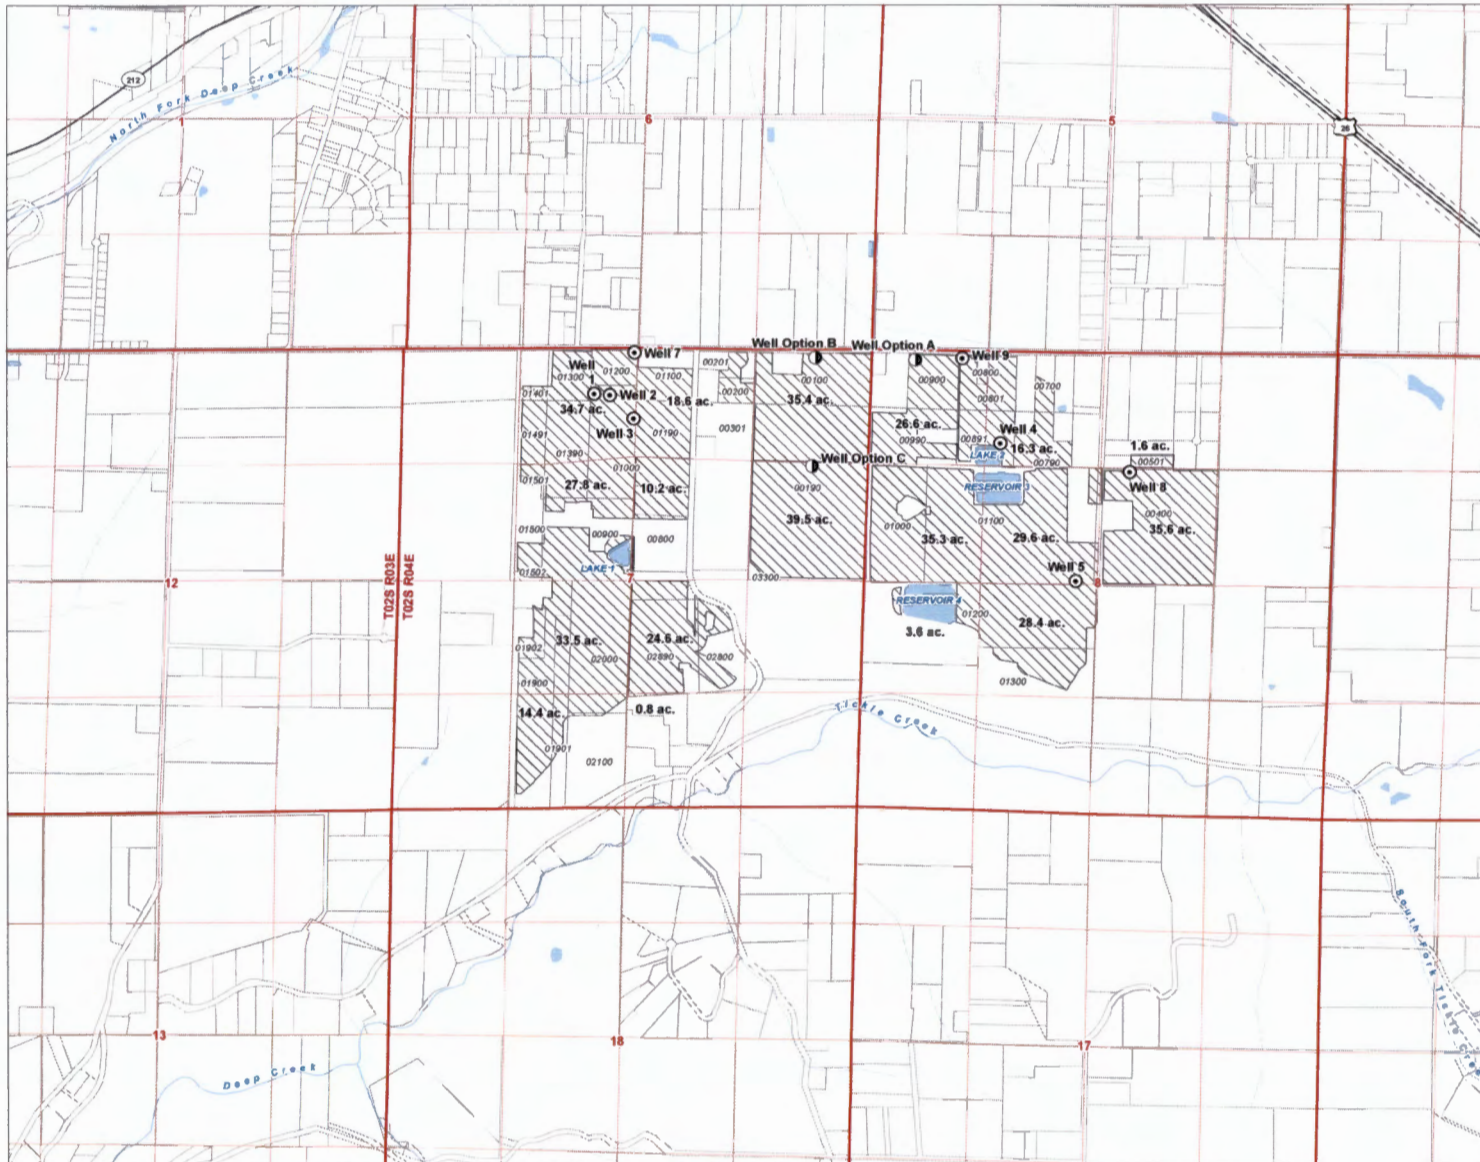 212
North Fork Deep Creek
1
6
5
26
Well Option B
Well Option A
Well 7
Well 9
Well
1
01300
01200
01100
00201
00200
00100
35.4 ac.
00900
00800
00700
01401
Well 2
18.6 ac.
00801
34.7 ac.
Well 3
01190
00301
26.6 ac.
00990
00891
Well 4
16.3 ac.
1.6 ac.
01491
01390
01000
LAKE 2
00790
00501
01501
27.8 ac.
10.2 ac.
Well Option C
00190
RESERVOIR 3
Well 8
39.5 ac.
01000
35.3 ac.
01100
29.6 ac.
00400
35.6 ac.
01500
00900
00800
LAKE 1
01502
T02S R03E
T02S R04E
12
7
03300
Well 5
8
RESERVOIR 4
01200
3.6 ac.
28.4 ac.
01902
33.5 ac.
24.6 ac.
02000
02890
02800
01900
01300
14.4 ac.
0.8 ac.
01901
02100
Tickle Creek
South Fork Tickle Creek
13
18
17
Deep Creek